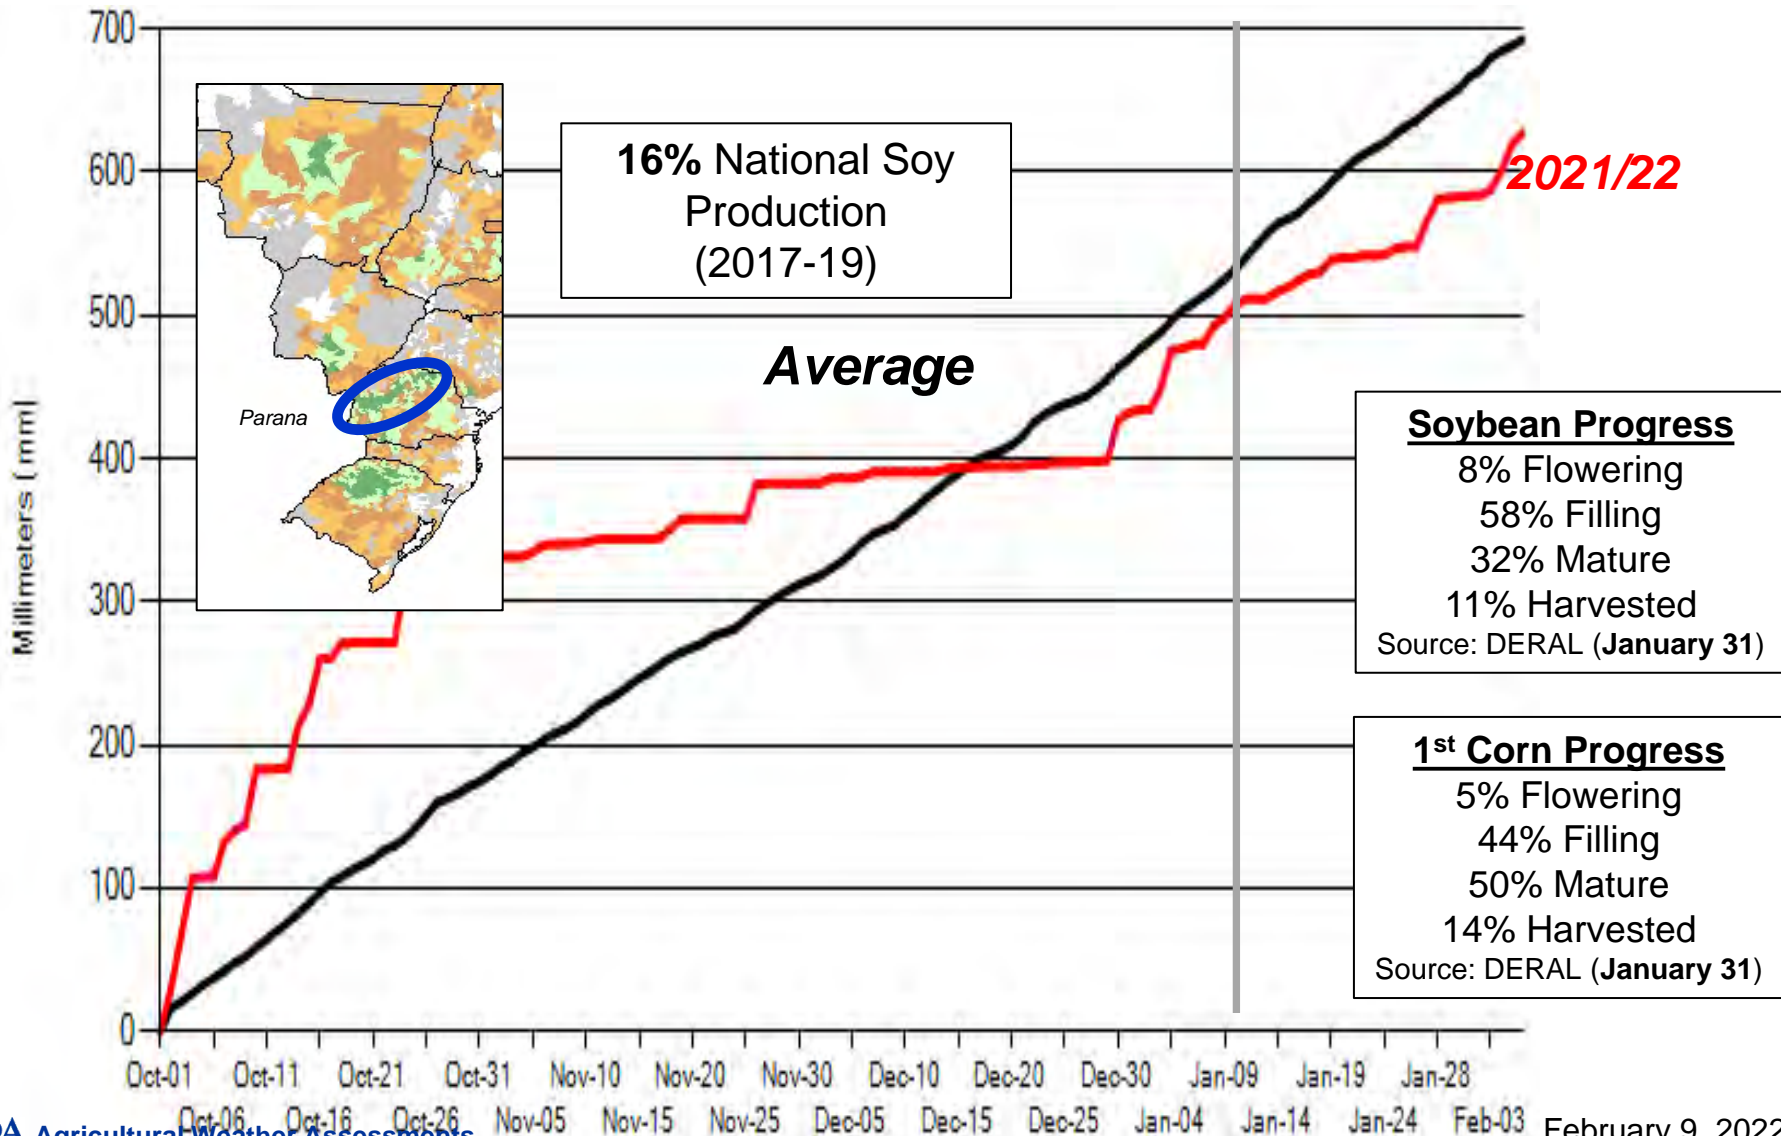 700
600
500
400
300
200
100
0
Millimeters (mm)
16% National Soy
Production
(2017-19)
Parana
Average
2021/22
Soybean Progress
8% Flowering
58% Filling
32% Mature
11% Harvested
Source: DERAL (January 31)
1st Corn Progress
5% Flowering
44% Filling
50% Mature
14% Harvested
Source: DERAL (January 31)
Oct-01 Oct-11 Oct-21 Oct-31 Nov-10 Nov-20 Nov-30 Dec-10 Dec-20 Dec-30 Jan-09 Jan-19 Jan-28
Oct-06 Oct-16 Oct-26 Nov-05 Nov-15 Nov-25 Dec-05 Dec-15 Dec-25 Jan-04 Jan-14 Jan-24 Feb-03
Agricultural Weather Assessments
February 9, 2022